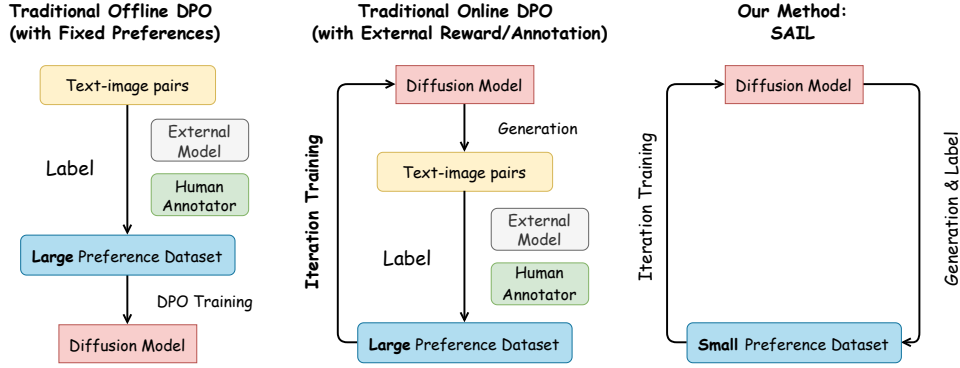 Traditional Offline DPO
(with Fixed Preferences)
Text-image pairs
Label
External
Model
Human
Annotator
Large Preference Dataset
DPO Training
Diffusion Model
Traditional Online DPO
(with External Reward/Annotation)
Diffusion Model
Generation
Text-image pairs
Iteration Training
Label
External
Model
Human
Annotator
Large Preference Dataset
Our Method:
SAIL
Diffusion Model
Iteration Training
Generation & Label
Small Preference Dataset